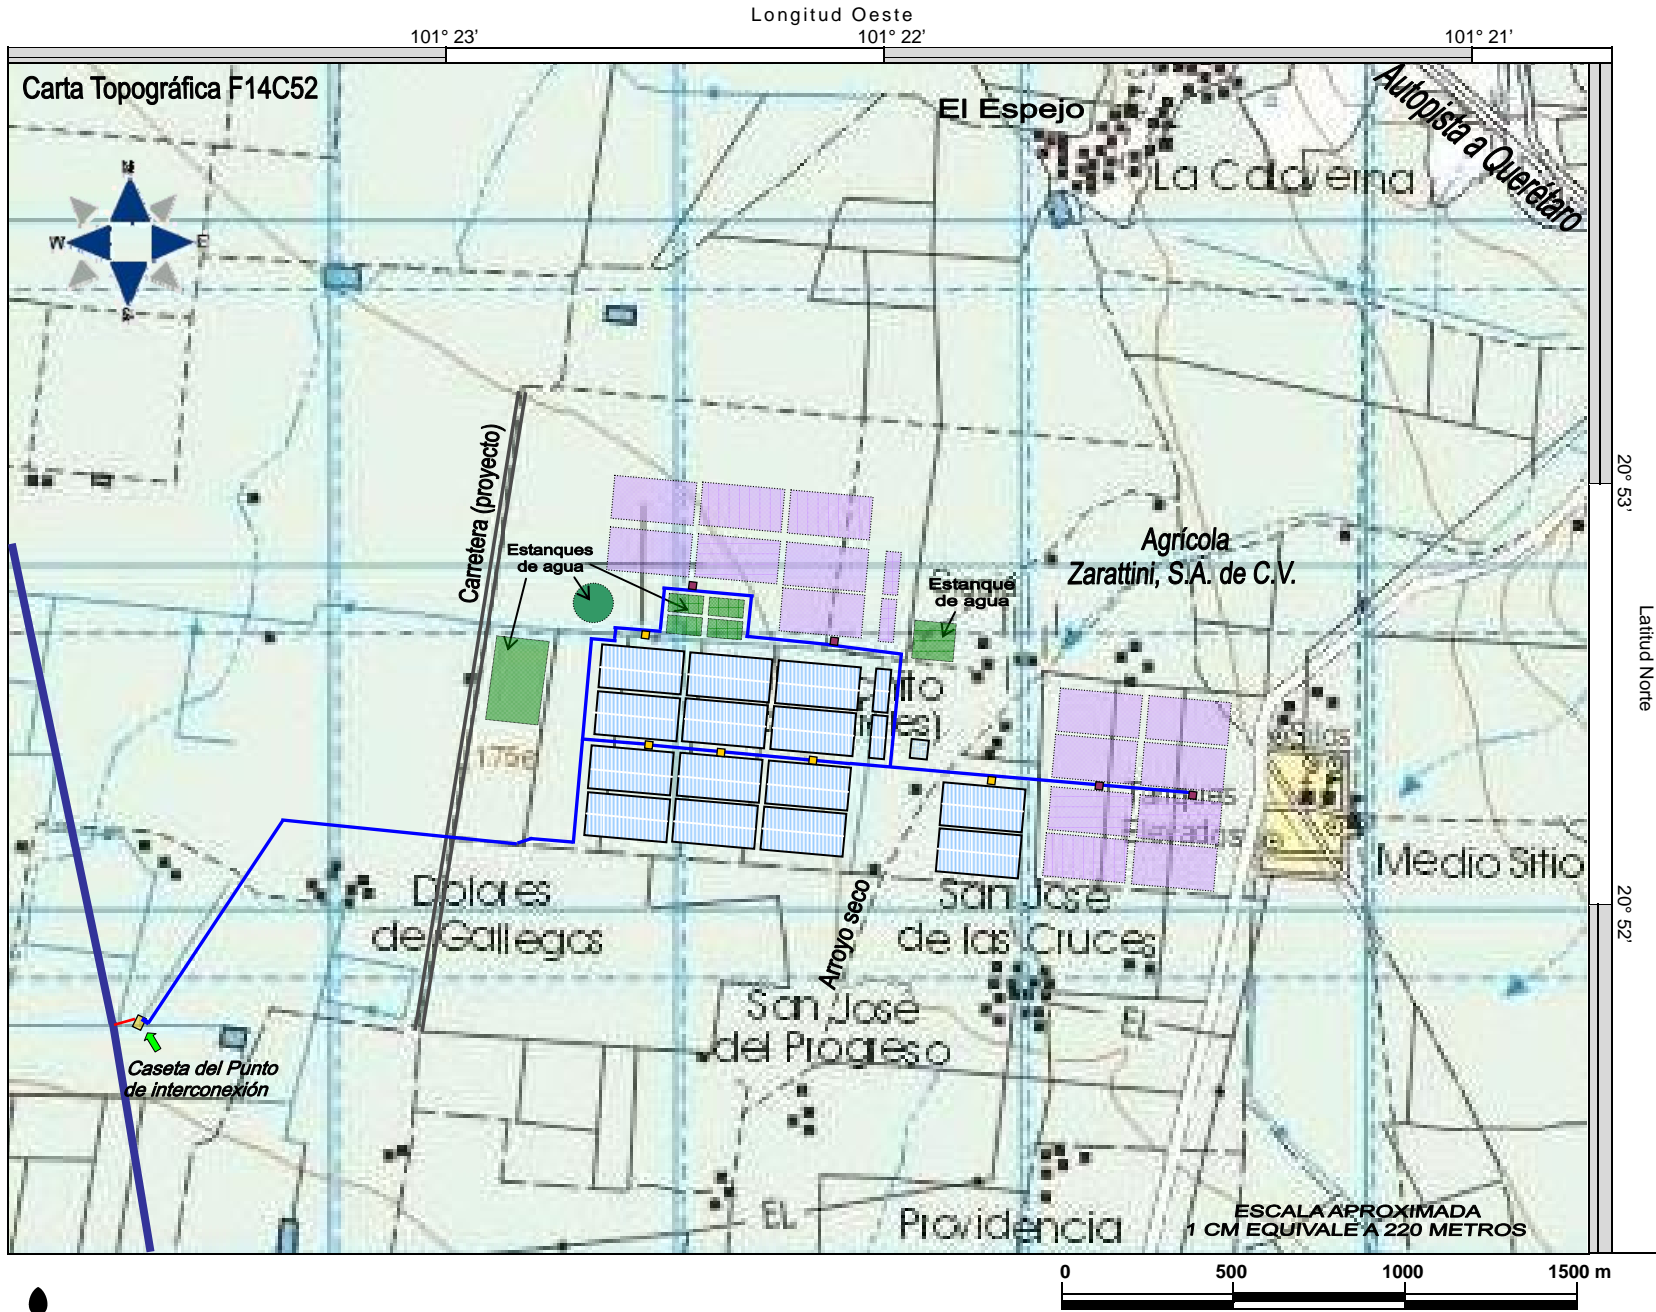 Longitud Oeste
101° 23’
101° 22’
101° 21’
Carta Topográfica F14C52
El Espejo
Autopista a Querétaro
La Calaverna
N
W
E
S
20° 53’
Carretera (proyecto)
Estanques
de agua
Agrícola
Zarattini, S.A. de C.V.
Estanque
de agua
Latitud Norte
1796
Medio Sitio
20° 52’
Dolores
de Gallegos
Arroyo seco
San José
de las Cruces
San José
del Progreso
EL
Caseta del Punto
de interconexión
EL
Providencia
ESCALA APROXIMADA
1 CM EQUIVALE A 220 METROS
0 500 1000 1500 m